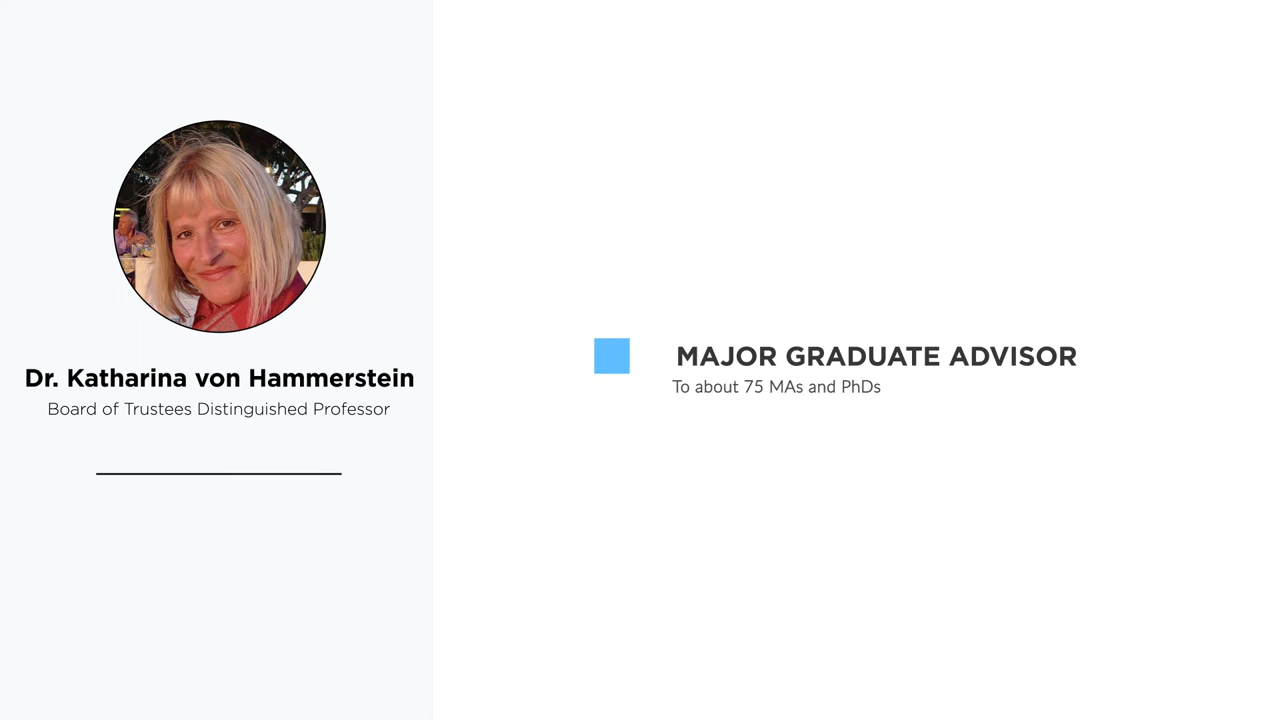 Dr. Katharina von Hammerstein
Board of Trustees Distinguished Professor
MAJOR GRADUATE ADVISOR
To about 75 MAs and PhDs